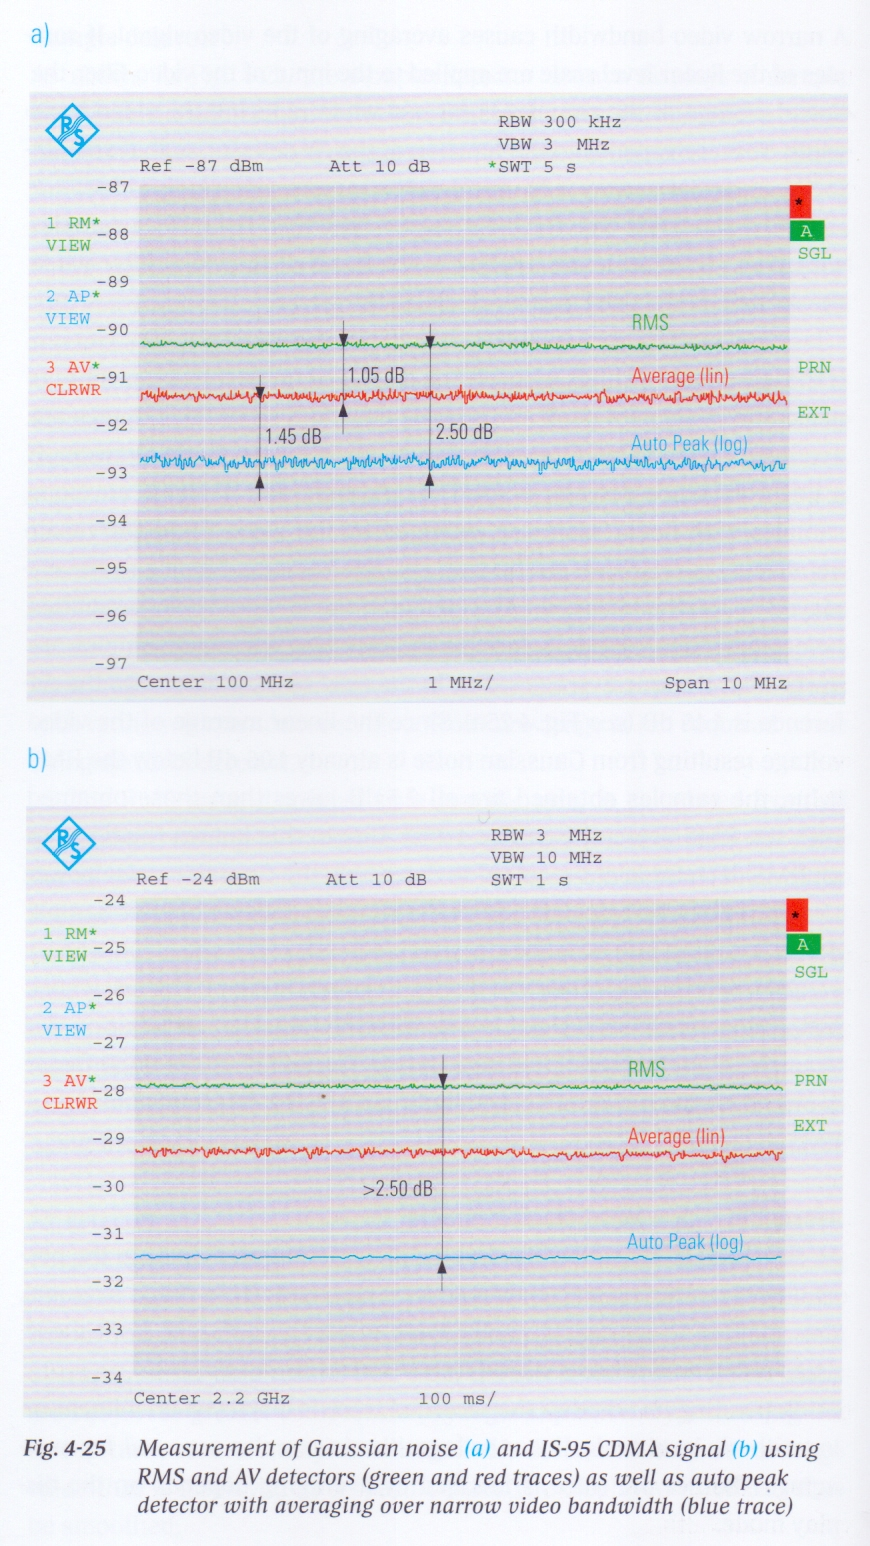 a)
R&S
RBW 300 kHz
VBW 3 MHz
Ref -87 dBm Att 10 dB *SWT 5 s
-87
*
1 RM*
VIEW
-88
A
SGL
-89
2 AP*
VIEW
-90
RMS
3 AV*
CLRWR
-91
1.05 dB
Average (lin)
PRN
EXT
-92
1.45 dB
2.50 dB
Auto Peak (log)
-93
-94
-95
-96
-97
Center 100 MHz 1 MHz/ Span 10 MHz
b)
R&S
RBW 3 MHz
VBW 10 MHz
Ref -24 dBm Att 10 dB SWT 1 s
-24
*
1 RM*
VIEW
-25
A
SGL
-26
2 AP*
VIEW
-27
RMS
3 AV*
CLRWR
-28
PRN
EXT
-29
Average (lin)
-30
>2.50 dB
-31
Auto Peak (log)
-32
-33
-34
Center 2.2 GHz 100 ms/
Fig. 4-25 Measurement of Gaussian noise (a) and IS-95 CDMA signal (b) using
RMS and AV detectors (green and red traces) as well as auto peak
detector with averaging over narrow video bandwidth (blue trace)